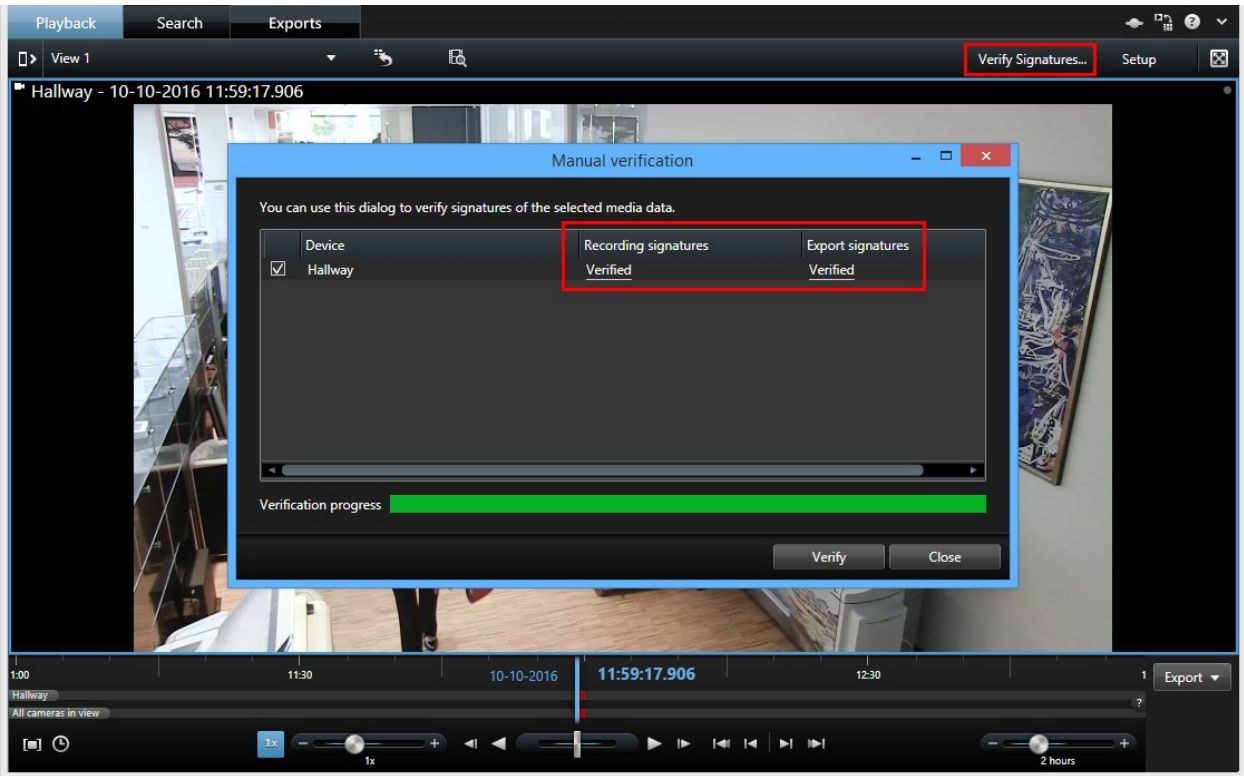 Playback Search Exports
View 1 Verify Signatures... Setup
Hallway - 10-10-2016 11:59:17.906
Manual verification
You can use this dialog to verify signatures of the selected media data.
Device Recording signatures Export signatures
Hallway Verified Verified
Verification progress
Verify Close
1:00 11:30 10-10-2016 11:59:17.906 12:30 1 Export
Hallway ?
All cameras in view
1x
1x 2 hours